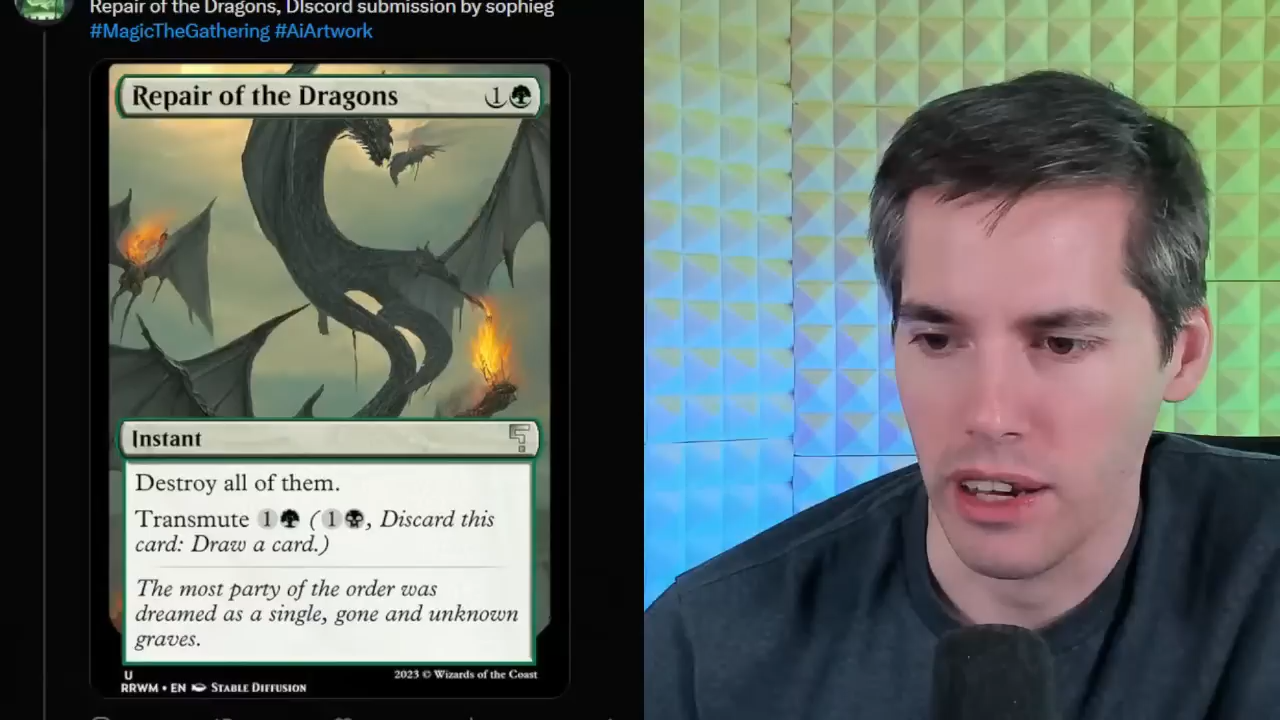 Repair of the Dragons, DIscord submission by sophieg
#MagicTheGathering #AiArtwork
Repair of the Dragons 1
Instant
Destroy all of them.
Transmute 1 (1, Discard this
card: Draw a card.)
The most party of the order was
dreamed as a single, gone and unknown
graves.
U
2023 © Wizards of the Coast
RRWM • EN STABLE DIFFUSION